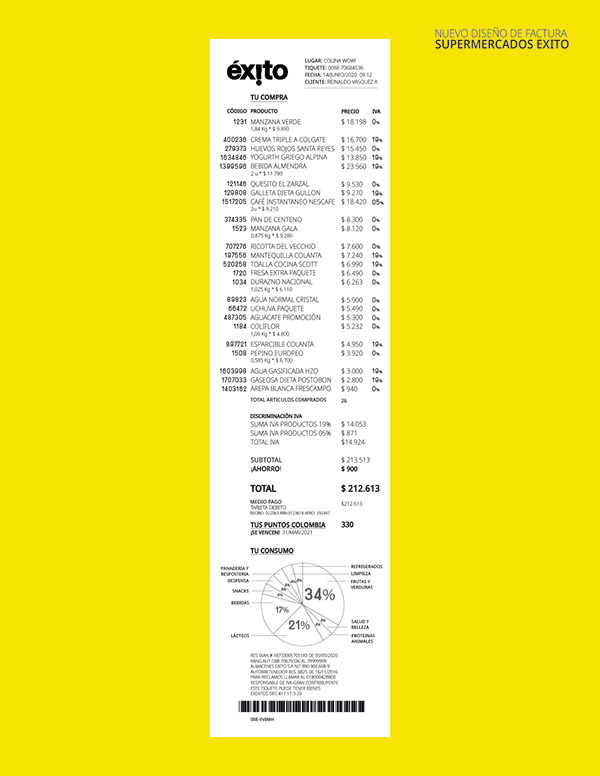 NUEVO DISEÑO DE FACTURA
SUPERMERCADOS EXITO
éxito
LUGAR: COLINA WOW!
TIQUETE: 0088 70684536
FECHA: 14/JUNIO/2020 09:12
CLIENTE: REINALDO VÁSQUEZ A
TU COMPRA
CÓDIGO PRODUCTO PRECIO IVA
1231 MANZANA VERDE $ 18.198 0%
1,84 Kg * $ 9.890
400236 CREMA TRIPLE A COLGATE $ 16.700 19%
279373 HUEVOS ROJOS SANTA REYES $ 15.450 0%
1634846 YOGURTH GRIEGO ALPINA $ 13.850 19%
1399596 BEBIDA ALMENDRA $ 23.560 19%
2 u * $ 11.780
121146 QUESITO EL ZARZAL $ 9.530 0%
129808 GALLETA DIETA GULLON $ 9.270 19%
1517205 CAFÉ INSTANTANEO NESCAFE $ 18.420 05%
2u * $ 9.210
374335 PAN DE CENTENO $ 8.300 0%
1523 MANZANA GALA $ 8.120 0%
0,875 Kg * $ 9.280
707276 RICOTTA DEL VECCHIO $ 7.600 0%
197556 MANTEQUILLA COLANTA $ 7.240 19%
520258 TOALLA COCINA SCOTT $ 6.990 19%
1720 FRESA EXTRA PAQUETE $ 6.490 0%
1034 DURAZNO NACIONAL $ 6.263 0%
1,025 Kg * $ 6.110
89823 AGUA NORMAL CRISTAL $ 5.900 0%
66472 UCHUVA PAQUETE $ 5.490 0%
487305 AGUACATE PROMOCIÓN $ 5.300 0%
1184 COLIFLOR $ 5.232 0%
1,09 Kg * $ 4.800
897721 ESPARCIBLE COLANTA $ 4.950 19%
1508 PEPINO EUROPEO $ 3.920 0%
0,585 Kg * $ 6.700
1603998 AGUA GASIFICADA H2O $ 3.000 19%
1707033 GASEOSA DIETA POSTOBON $ 2.800 19%
1403162 AREPA BLANCA FRESCAMPO $ 940 0%
TOTAL ARTICULOS COMPRADOS 26
DISCRIMINACIÓN IVA
SUMA IVA PRODUCTOS 19% $ 14.053
SUMA IVA PRODUCTOS 05% $ 871
TOTAL IVA $14.924
SUBTOTAL $ 213.513
¡AHORRO! $ 900
TOTAL $ 212.613
MEDIO PAGO $212.613
TARJETA DEBITO
RECIBO: 022063 RRN:0123618 APRO: 292447
TUS PUNTOS COLOMBIA 330
¡SE VENCEN! 31/MAR/2021
TU CONSUMO
PANADERIA Y
RESPOSTERIA
DESPENSA
SNACKS
BEBIDAS
LÁCTEOS
REFRIGERADOS
LIMPIEZA
FRUTAS Y
VERDURAS
SALUD Y
BELLEZA
PROTEINAS
ANIMALES
34%
17%
21%
RES DIAN # 18753005705183 DE 05/05/2020
RANGLAUT OBB 70679336 AL 79999999
ALMACENES EXITO S.A NIT 890.900.608-9
AUTORRETENEDOR RES .8825 DE 16/11/2016
PARA RECLAMOS LLAMAR AL 018000428800
RESPONSABLE DE IVA-GRAN CONTRIBUYENTE
ESTE TIQUETE PUEDE TENER BIENES
EXENTOS DEC 417 17-3-20
088-VV8MH